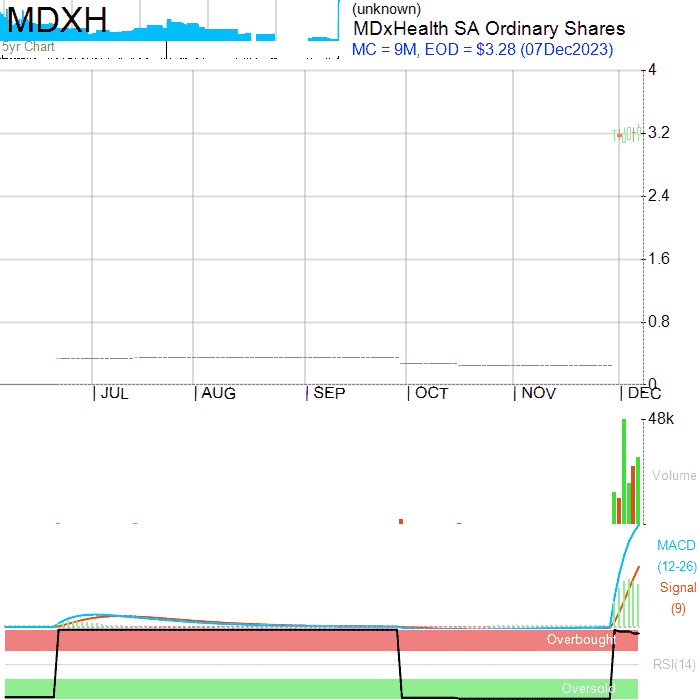 MDXH
5yr Chart
(unknown)
MDxHealth SA Ordinary Shares
MC = 9M, EOD = $3.28 (07Dec2023)
4
3.2
2.4
1.6
0.8
0
JUL
AUG
SEP
OCT
NOV
DEC
48k
Volume
MACD
(12-26)
Signal
(9)
Overbought
RSI(14)
Oversold